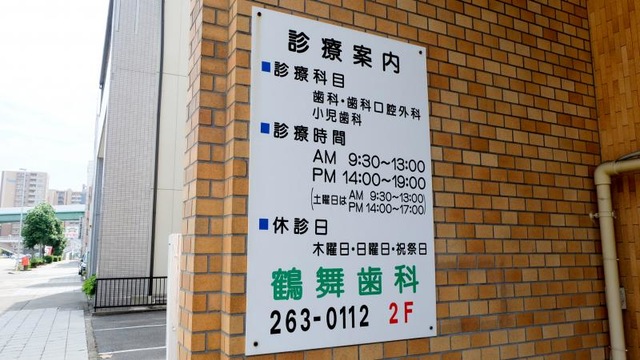 診療案内
■診療科目
歯科・歯科口腔外科
小児歯科
■診療時間
AM 9:30～13:00
PM 14:00～19:00
(土曜日は AM 9:30～13:00
PM 14:00～17:00)
■休診日
木曜日・日曜日・祝祭日
鶴舞歯科
263-0112 2F